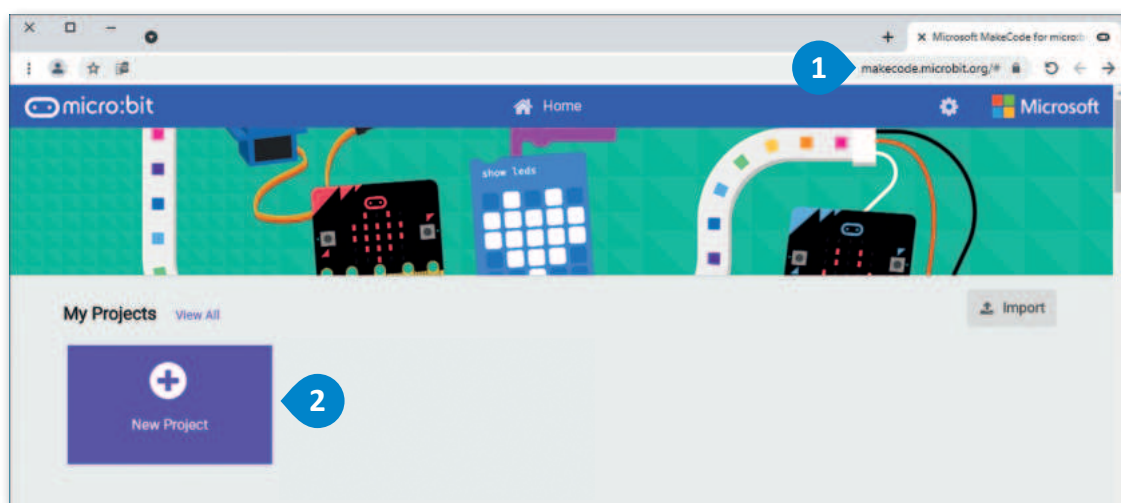 Microsoft MakeCode for micro:b
1
makecode.microbit.org/#
micro:bit
Home
Microsoft
show leds
My Projects
View All
Import
New Project
2